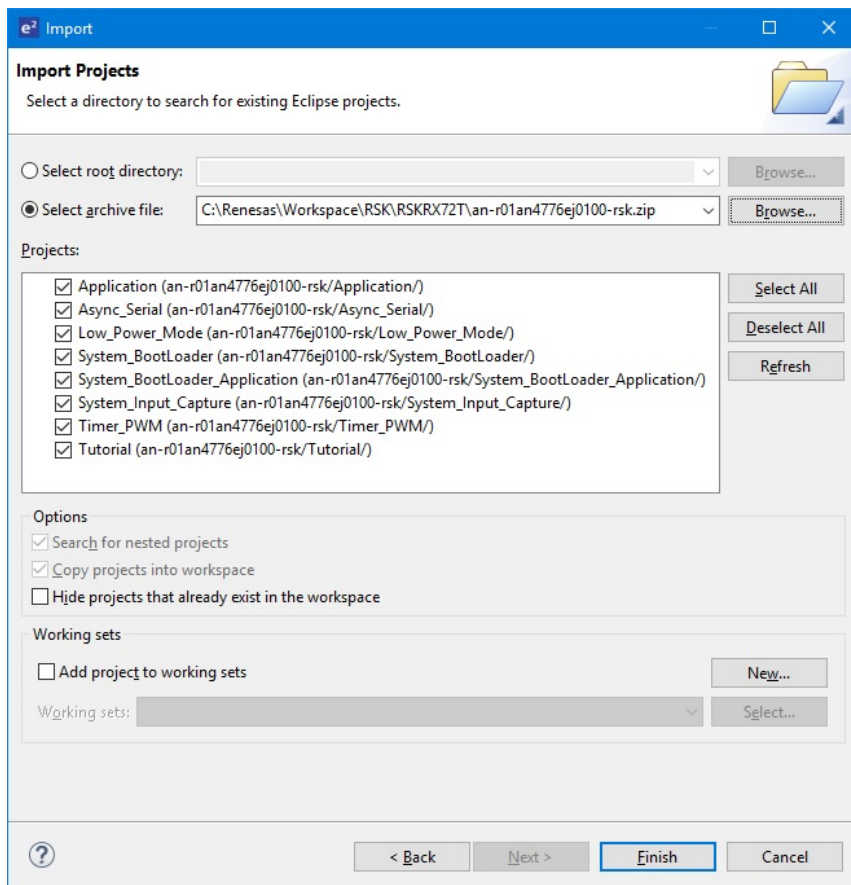 e² Import
Import Projects
Select a directory to search for existing Eclipse projects.
Select root directory: Browse...
Select archive file: C:\Renesas\Workspace\RSK\RSKRX72T\an-r01an4776ej0100-rsk.zip Browse...
Projects:
Application (an-r01an4776ej0100-rsk/Application/) Select All
Async_Serial (an-r01an4776ej0100-rsk/Async_Serial/)
Low_Power_Mode (an-r01an4776ej0100-rsk/Low_Power_Mode/) Deselect All
System_BootLoader (an-r01an4776ej0100-rsk/System_BootLoader/) Refresh
System_BootLoader_Application (an-r01an4776ej0100-rsk/System_BootLoader_Application/)
System_Input_Capture (an-r01an4776ej0100-rsk/System_Input_Capture/)
Timer_PWM (an-r01an4776ej0100-rsk/Timer_PWM/)
Tutorial (an-r01an4776ej0100-rsk/Tutorial/)
Options
Search for nested projects
Copy projects into workspace
Hide projects that already exist in the workspace
Working sets
Add project to working sets New...
Working sets: Select...
? < Back Next > Finish Cancel